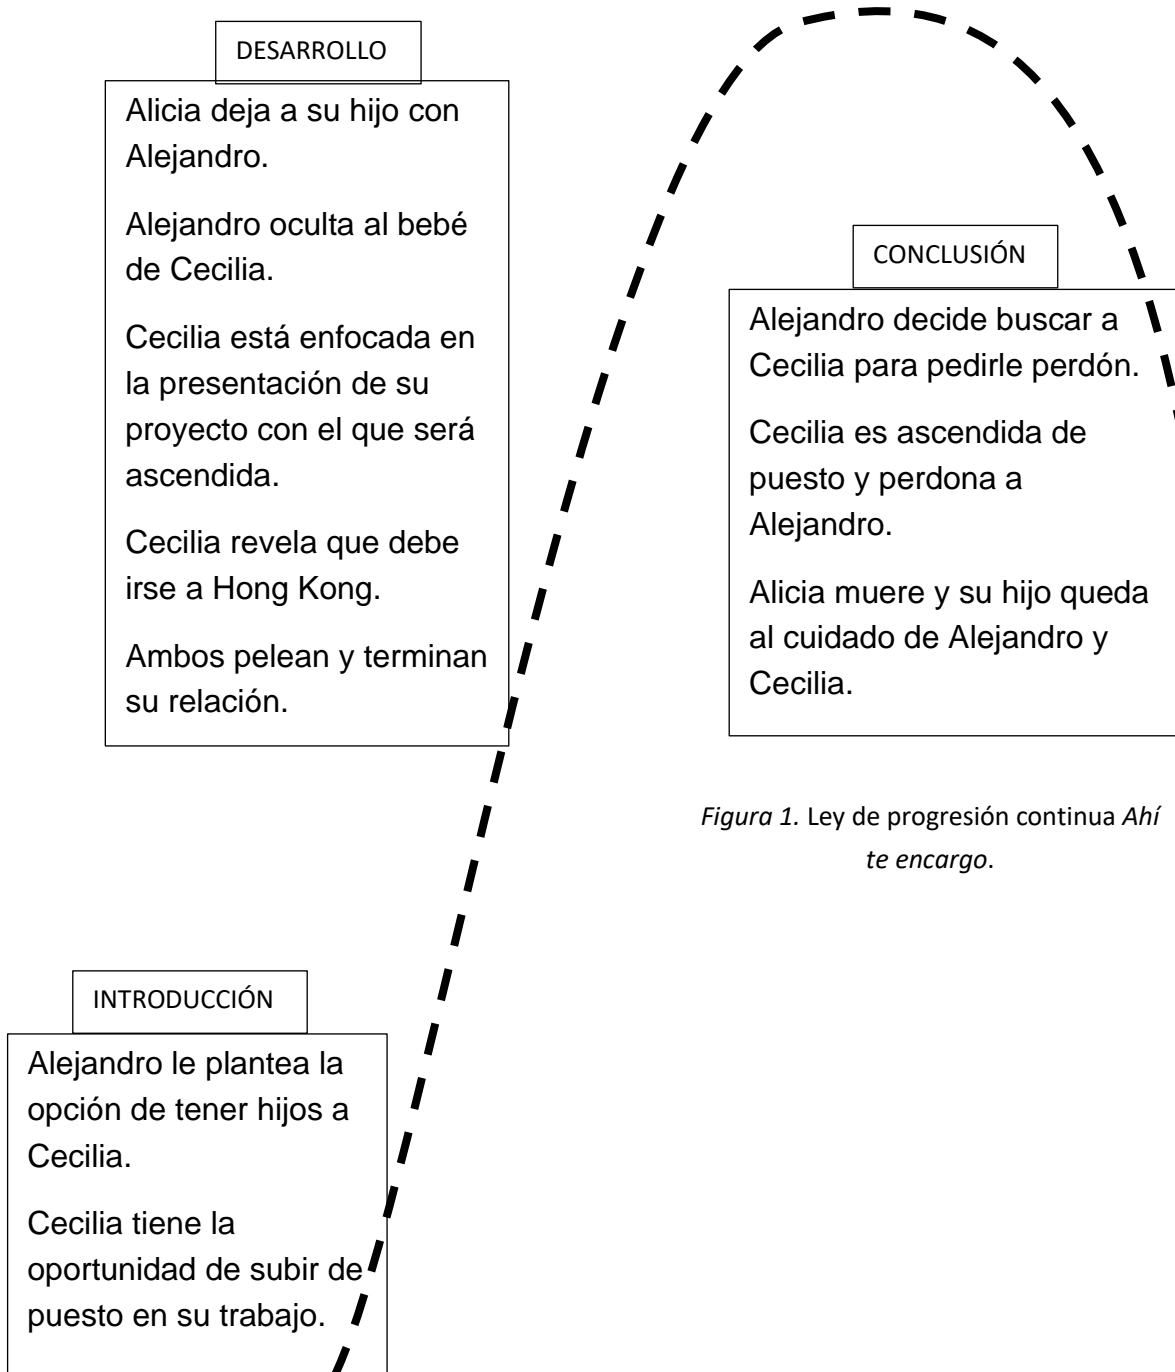 DESARROLLO
Alicia deja a su hijo con
Alejandro.
Alejandro oculta al bebé
de Cecilia.
Cecilia está enfocada en
la presentación de su
proyecto con el que será
ascendida.
Cecilia revela que debe
irse a Hong Kong.
Ambos pelean y terminan
su relación.
CONCLUSIÓN
Alejandro decide buscar a
Cecilia para pedirle perdón.
Cecilia es ascendida de
puesto y perdona a
Alejandro.
Alicia muere y su hijo queda
al cuidado de Alejandro y
Cecilia.
Figura 1. Ley de progresión continua Ahí
te encargo.
INTRODUCCIÓN
Alejandro le plantea la
opción de tener hijos a
Cecilia.
Cecilia tiene la
oportunidad de subir de
puesto en su trabajo.